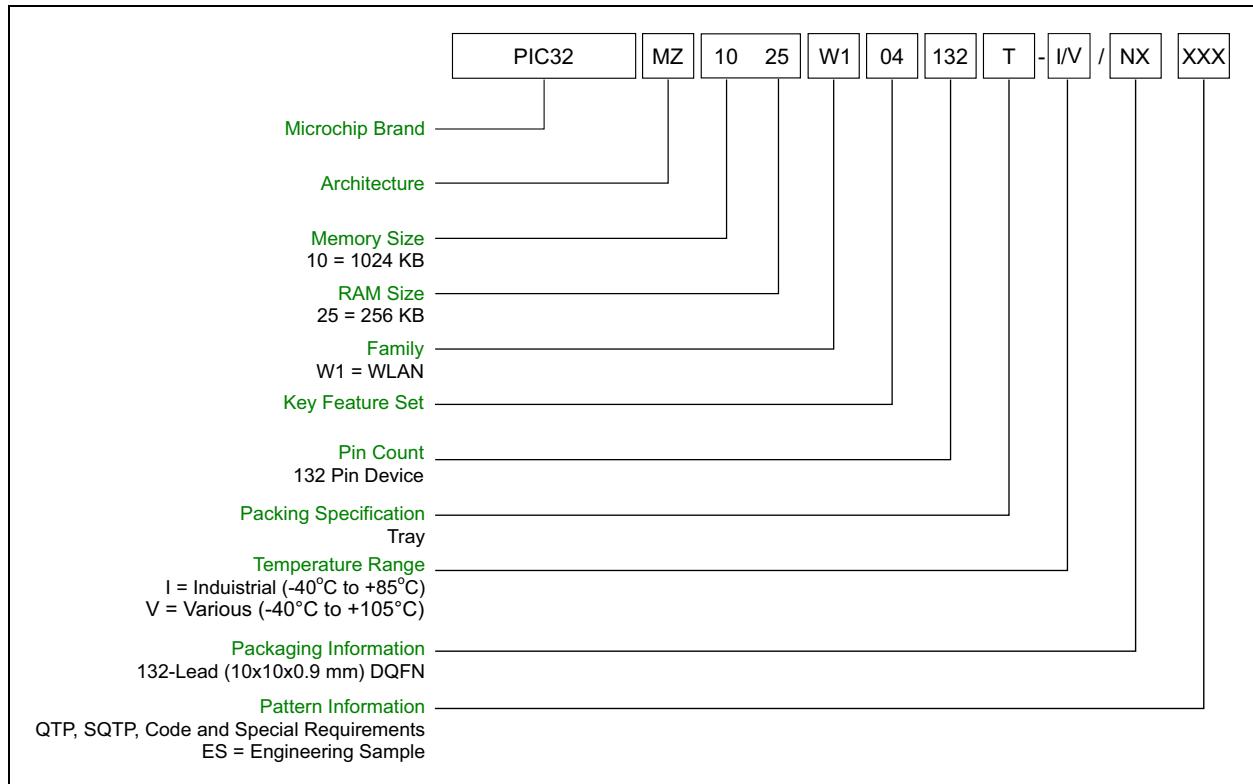 PIC32 MZ 10 25 W1 04 132 T - I/V / NX XXX
Microchip Brand
Architecture
Memory Size
10 = 1024 KB
RAM Size
25 = 256 KB
Family
W1 = WLAN
Key Feature Set
Pin Count
132 Pin Device
Packing Specification
Tray
Temperature Range
I = Induistrial (-40°C to +85°C)
V = Various (-40°C to +105°C)
Packaging Information
132-Lead (10x10x0.9 mm) DQFN
Pattern Information
QTP, SQTP, Code and Special Requirements
ES = Engineering Sample